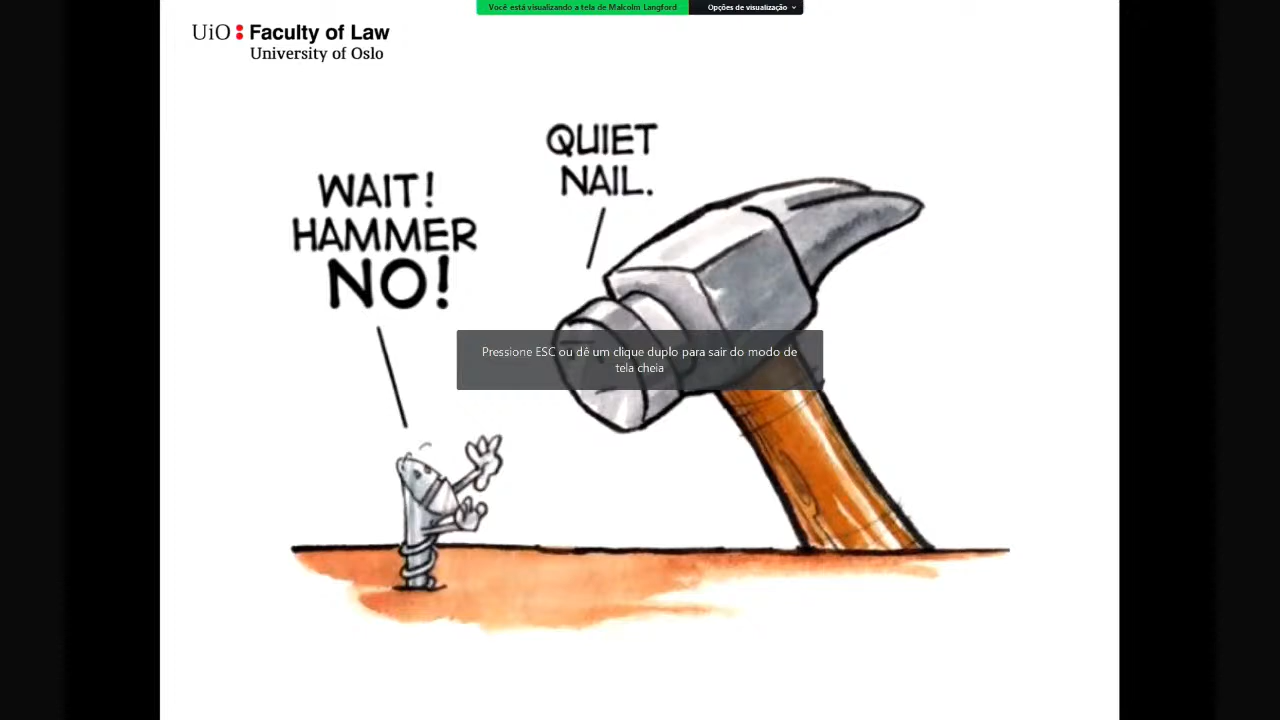 Você está visualizando a tela de Malcolm Langford
Opções de visualização
UiO : Faculty of Law
University of Oslo
QUIET
NAIL.
WAIT!
HAMMER
NO!
Pressione ESC ou dê um clique duplo para sair do modo de
tela cheia